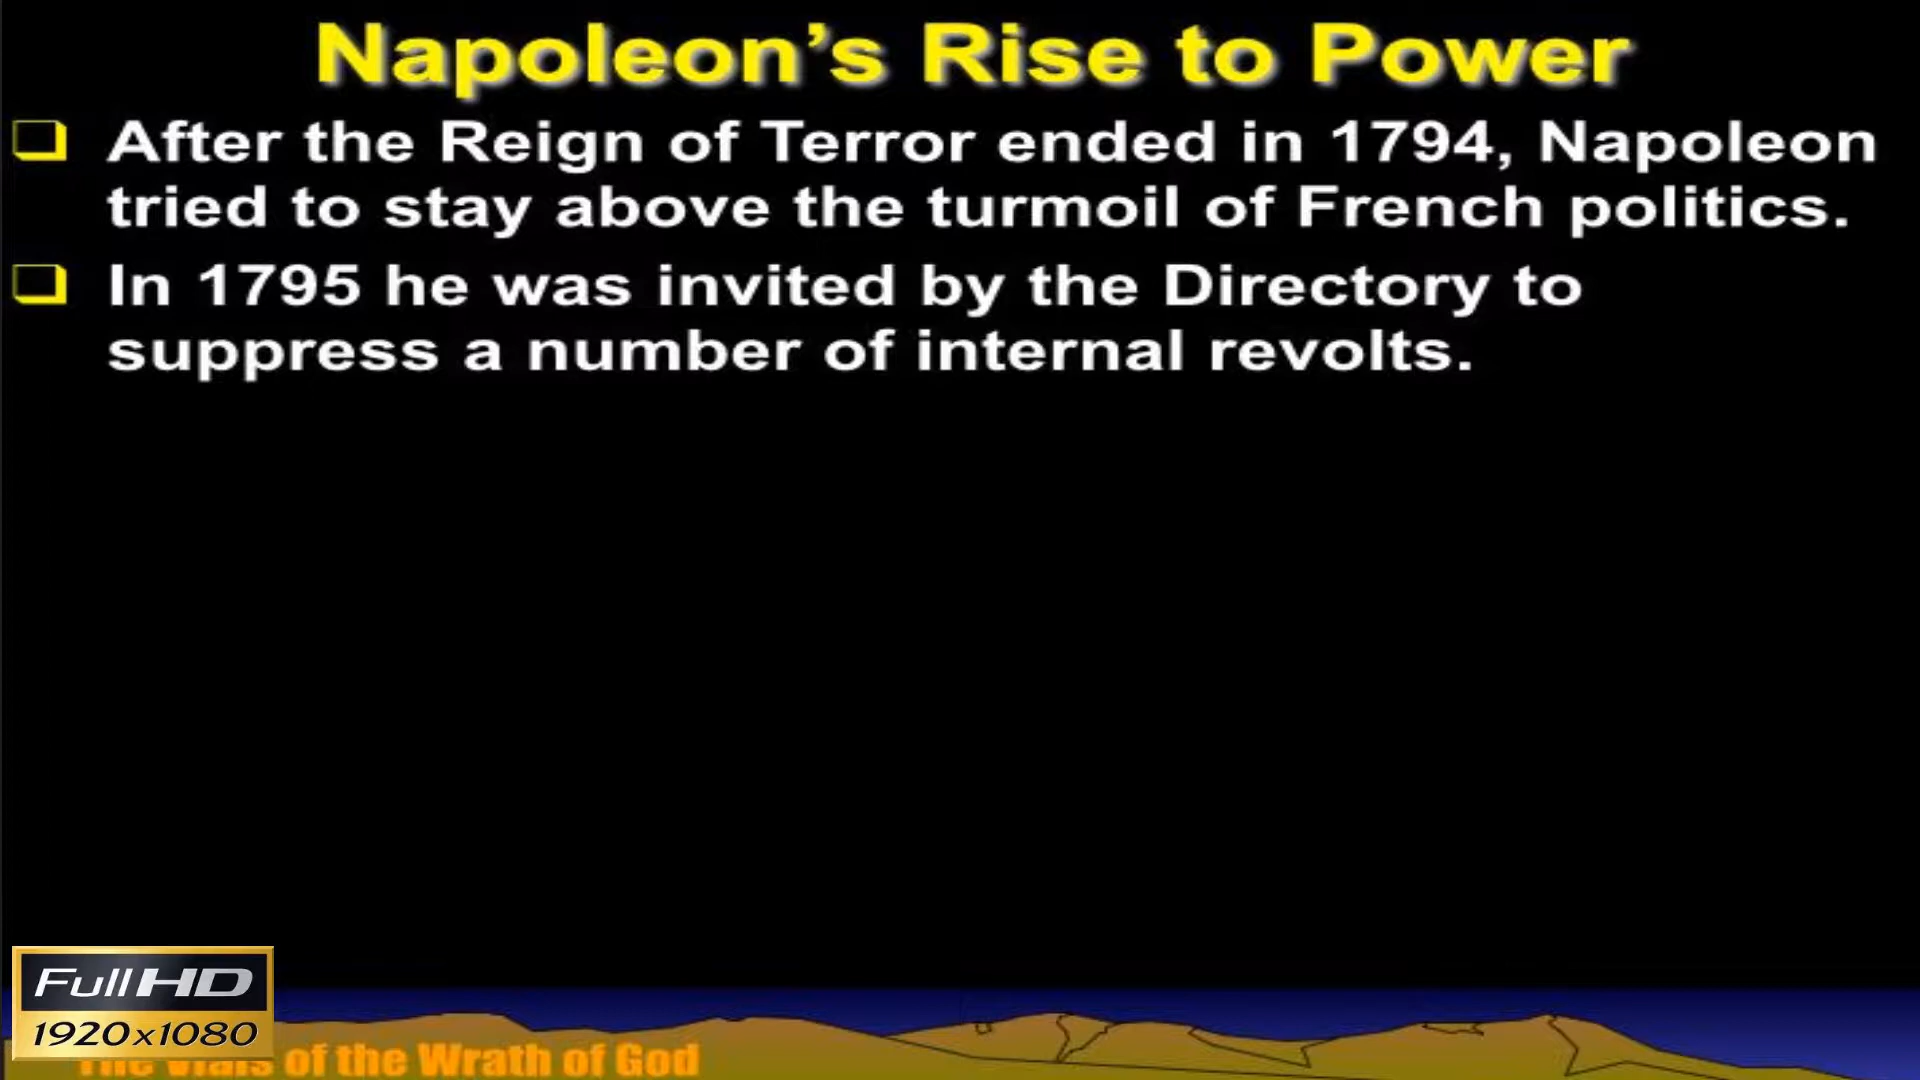 Napoleon’s Rise to Power
After the Reign of Terror ended in 1794, Napoleon
tried to stay above the turmoil of French politics.
In 1795 he was invited by the Directory to
suppress a number of internal revolts.
Full HD
1920x1080
The Vials of the Wrath of God